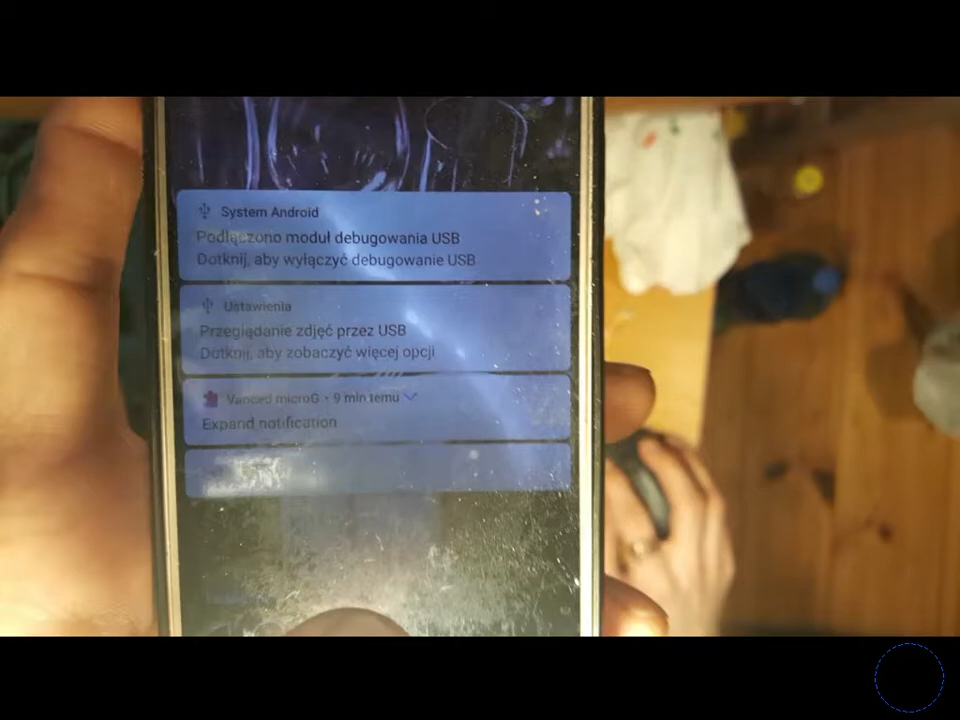 System Android
Podłączono moduł debugowania USB
Dotknij, aby wyłączyć debugowanie USB
Ustawienia
Przeglądanie zdjęć przez USB
Dotknij, aby zobaczyć więcej opcji
Vanced microG • 9 min temu
Expand notification